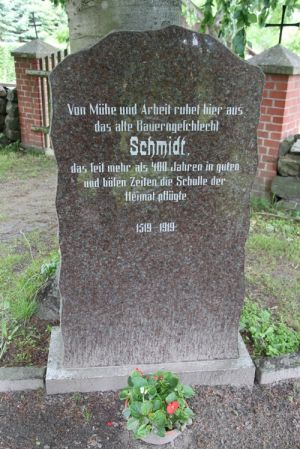 Von Mühe und Arbeit ruhet hier aus
das alte Bauerngeschlecht
Schmidt,
das seit mehr als 400 Jahren in guten
und bösen Zeiten die Scholle der
Heimat pflügte
1519-1919